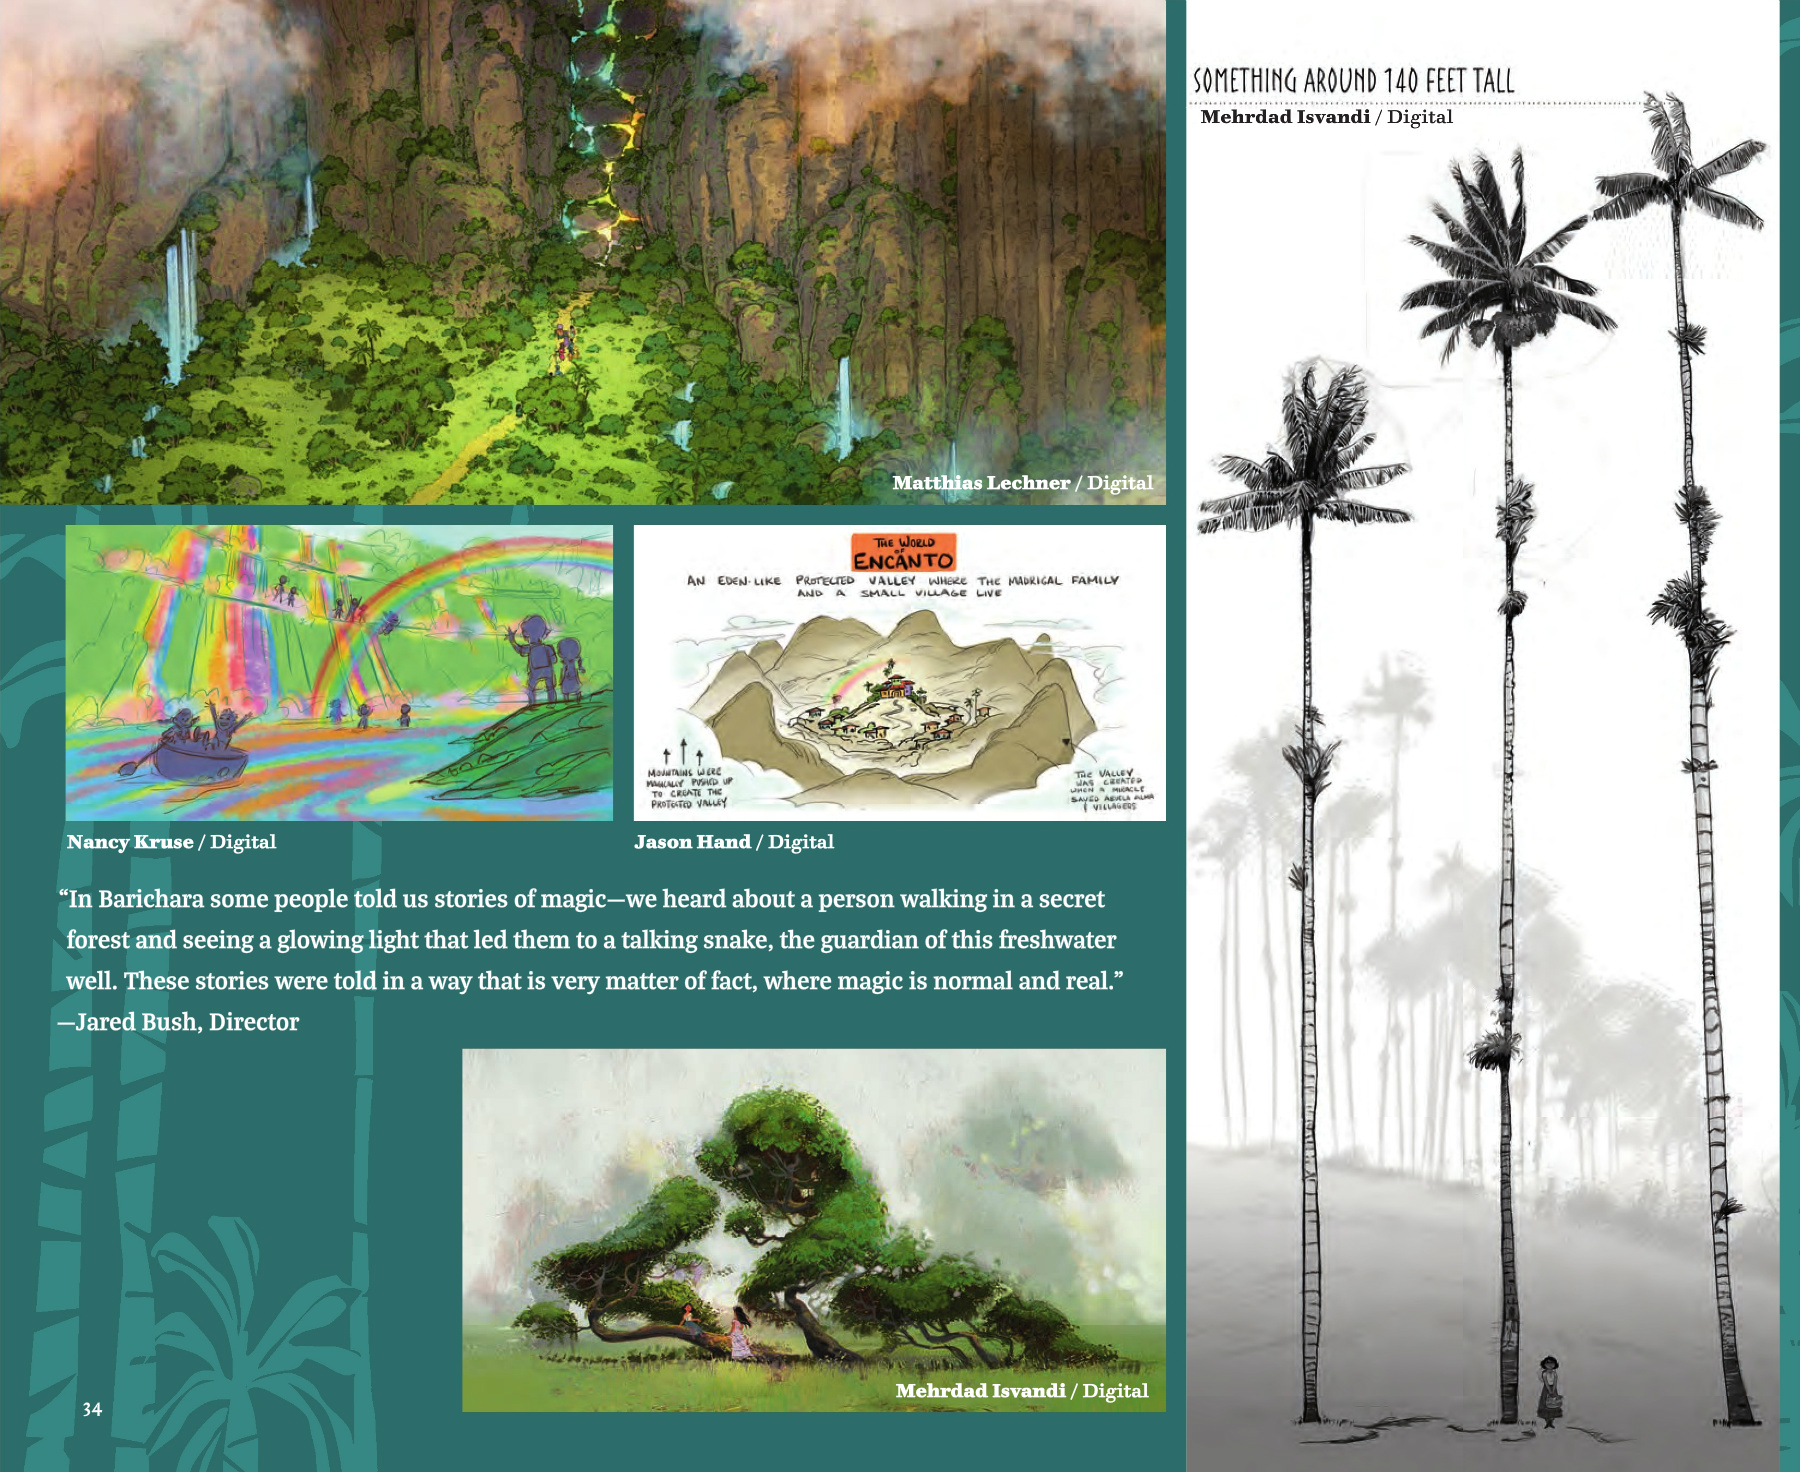 SOMETHING AROUND 140 FEET TALL
Mehrdad Isvandi / Digital
Matthias Lechner / Digital
THE WORLD
OF
ENCANTO
AN EDEN-LIKE PROTECTED VALLEY WHERE THE MADRIGAL FAMILY
AND A SMALL VILLAGE LIVE
MOUNTAINS WERE
MAGICALLY PUSHED UP
TO CREATE THE
PROTECTED VALLEY
THE VALLEY
WAS CREATED
WHEN A MIRACLE
SAVED ABUELA ALMA
& VILLAGERS
Nancy Kruse / Digital
Jason Hand / Digital
“In Barichara some people told us stories of magic—we heard about a person walking in a secret
forest and seeing a glowing light that led them to a talking snake, the guardian of this freshwater
well. These stories were told in a way that is very matter of fact, where magic is normal and real.”
—Jared Bush, Director
Mehrdad Isvandi / Digital
34